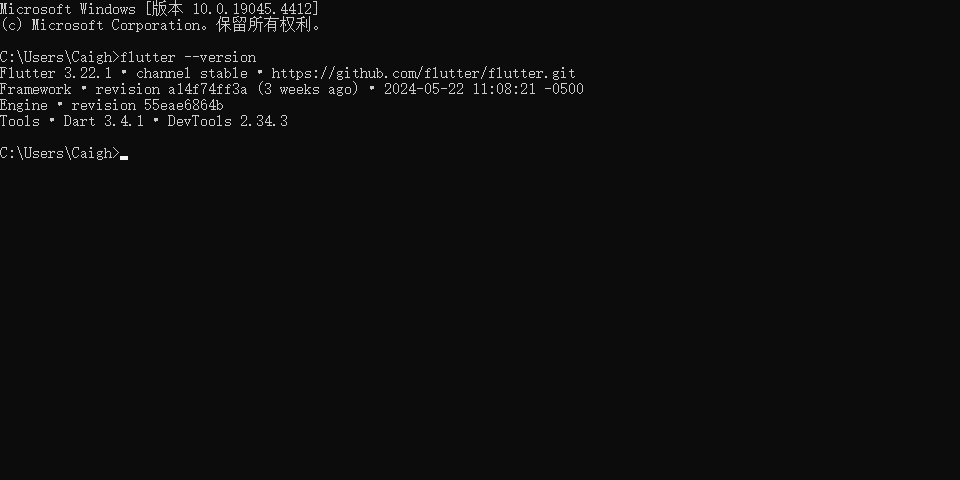 Microsoft Windows [版本 10.0.19045.4412]
(c) Microsoft Corporation。保留所有权利。
C:\Users\Caigh>flutter --version
Flutter 3.22.1 • channel stable • https://github.com/flutter/flutter.git
Framework • revision a14f74ff3a (3 weeks ago) • 2024-05-22 11:08:21 -0500
Engine • revision 55eae6864b
Tools • Dart 3.4.1 • DevTools 2.34.3
C:\Users\Caigh>